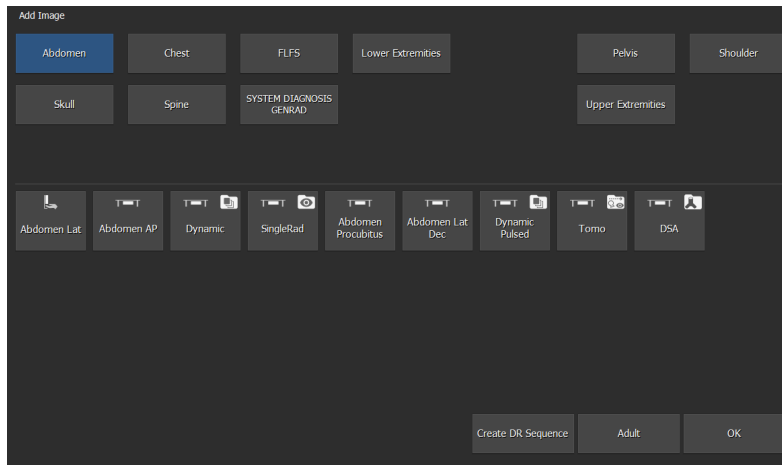 Add Image
Abdomen
Chest
FLFS
Lower Extremities
Pelvis
Shoulder
Skull
Spine
SYSTEM DIAGNOSIS
GENRAD
Upper Extremities
Abdomen Lat
Abdomen AP
Dynamic
SingleRad
Abdomen
Procubitus
Abdomen Lat
Dec
Dynamic
Pulsed
Tomo
DSA
Create DR Sequence
Adult
OK